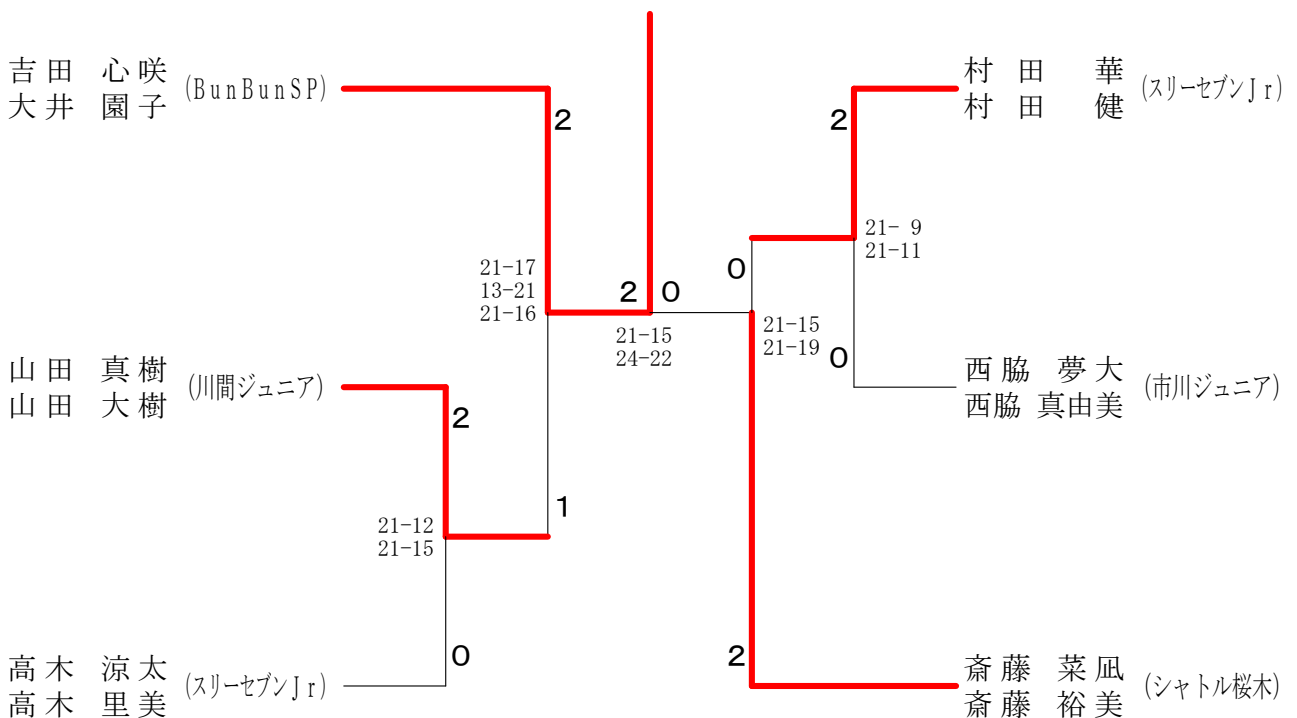 吉田 心咲 (BunBunSP)
大井 園子
2
21-17
13-21
21-16
山田 真樹 (川間ジュニア)
山田 大樹
2
1
21-12
21-15
高木 涼太 (スリーセブンJr)
高木 里美
0
2 0
21-15
24-22
村田 華 (スリーセブンJr)
村田 健
2
21- 9
21-11
0
21-15
21-19
0
西脇 夢大 (市川ジュニア)
西脇 真由美
2
斎藤 菜凪 (シャトル桜木)
斎藤 裕美